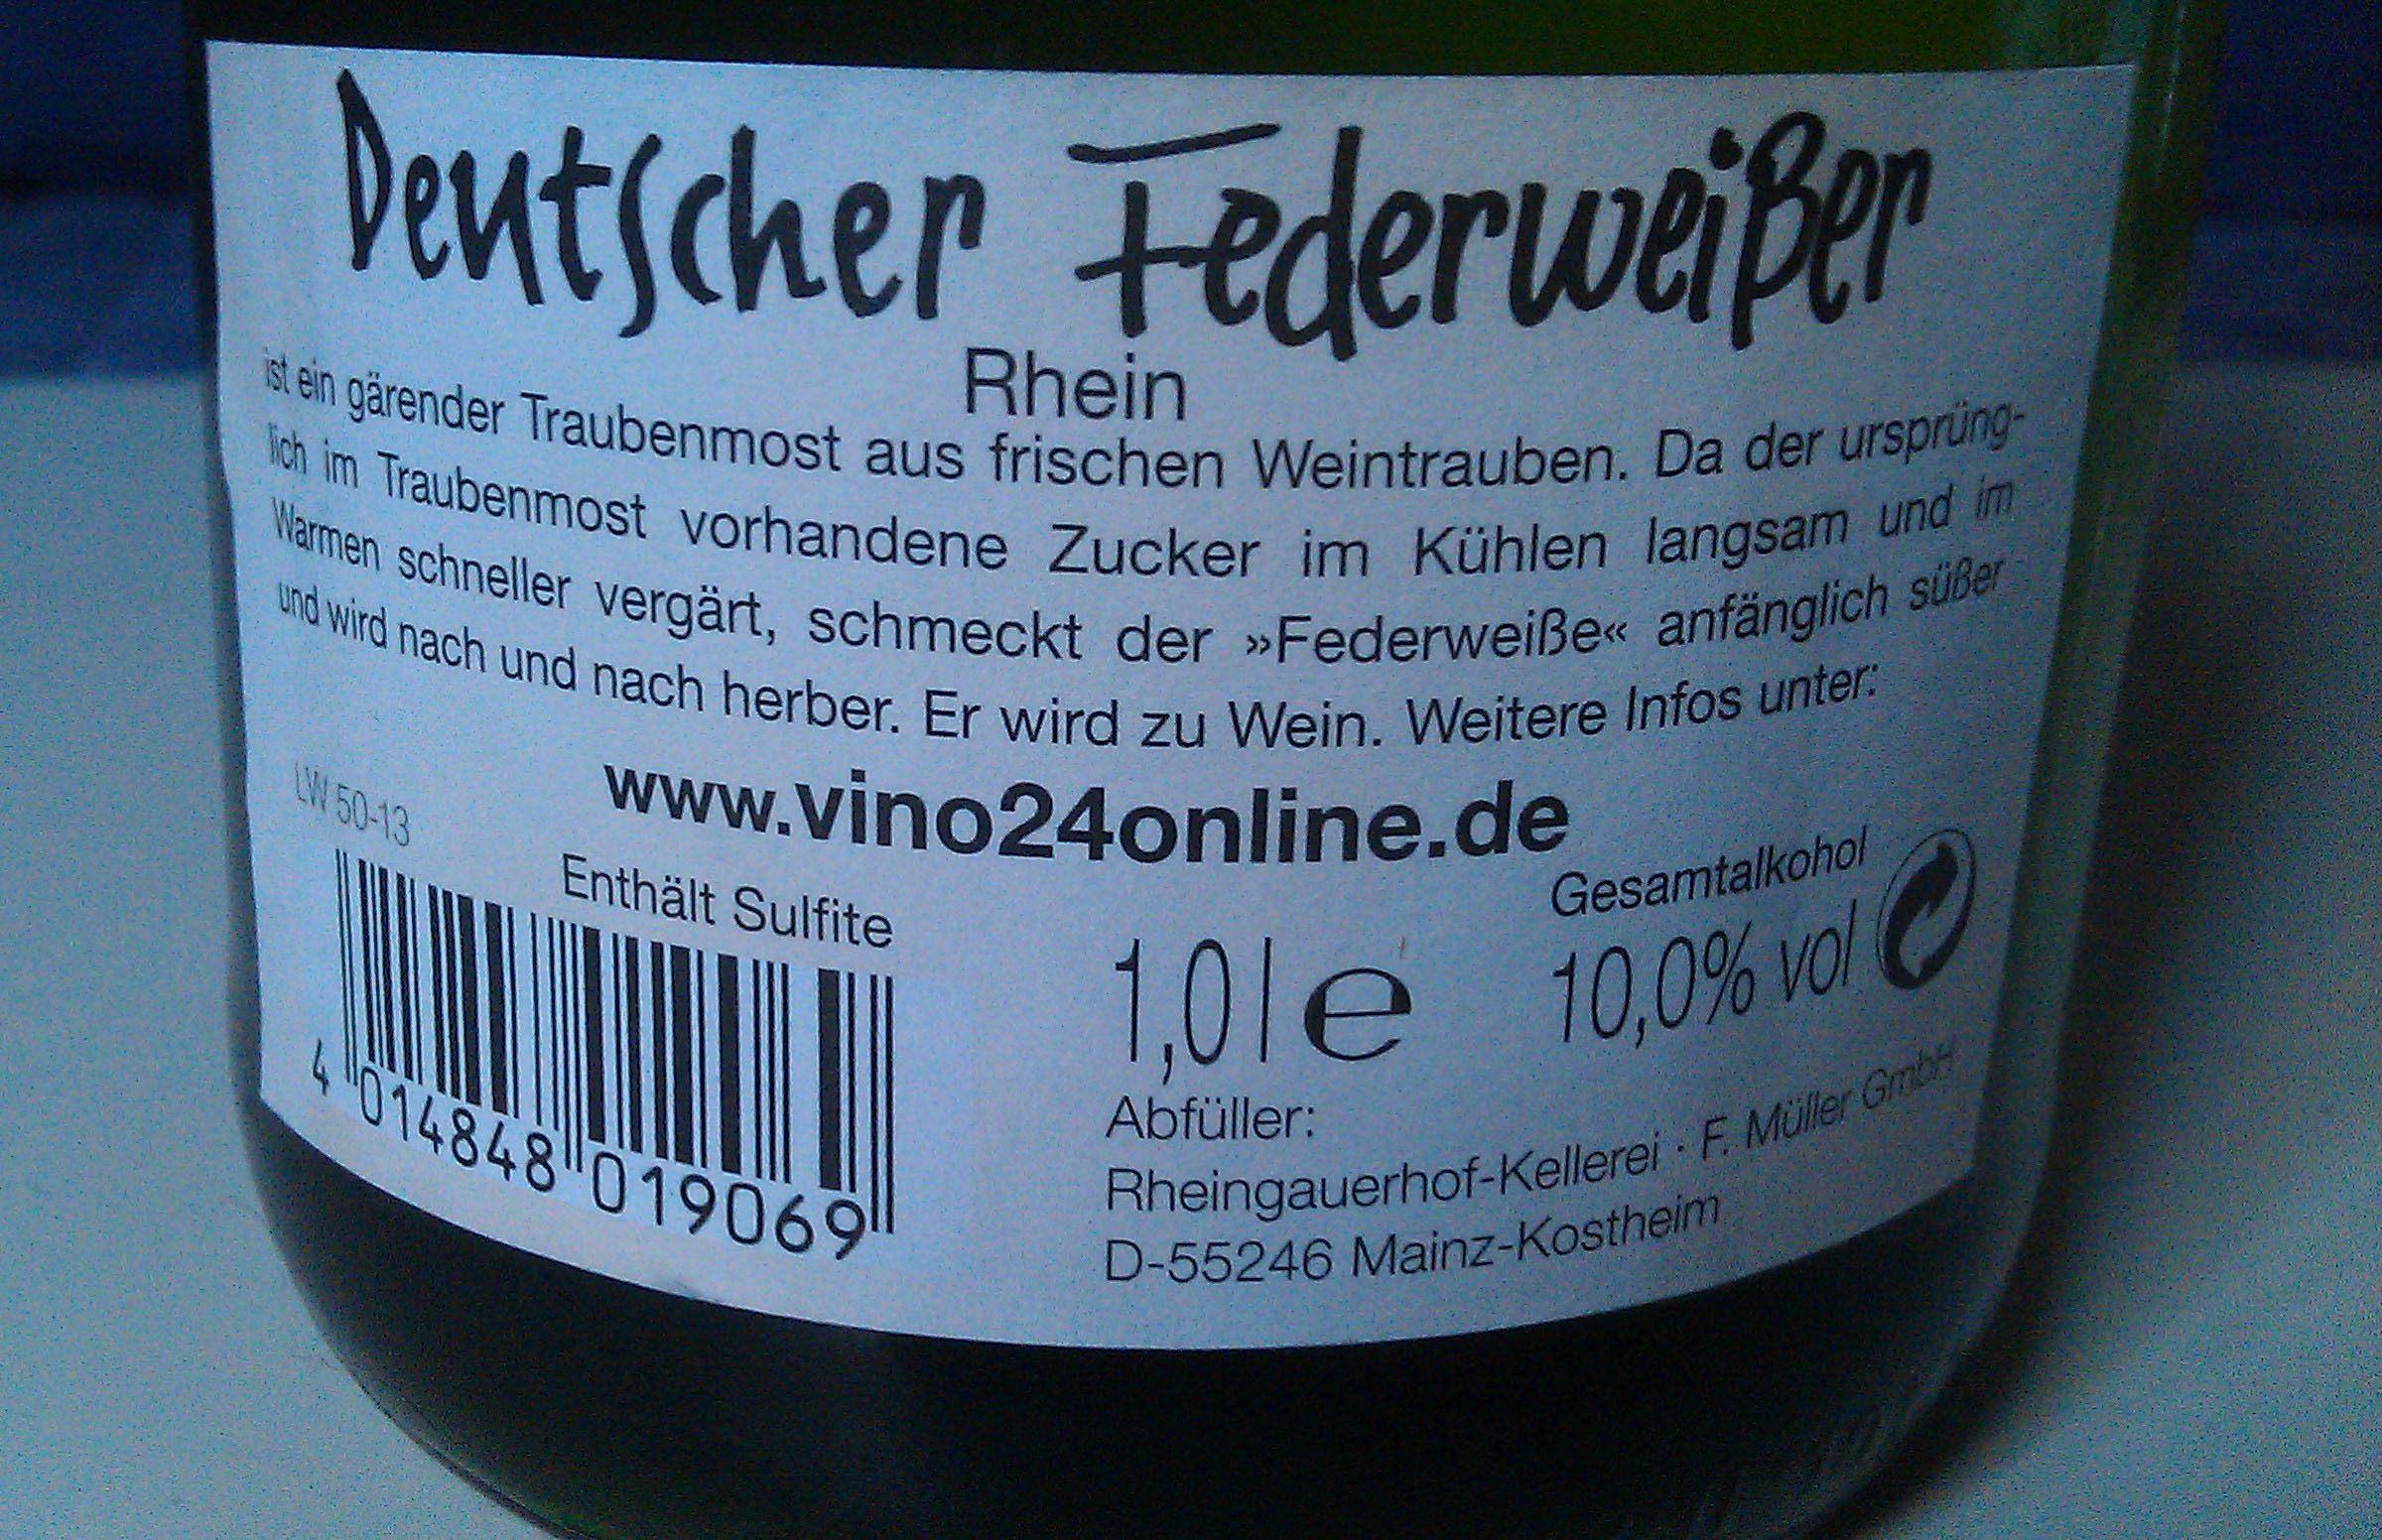 Deutscher Federweißer
Rhein
ist ein gärender Traubenmost aus frischen Weintrauben. Da der ursprüng-
lich im Traubenmost vorhandene Zucker im Kühlen langsam und im
Warmen schneller vergärt, schmeckt der »Federweiße« anfänglich süßer
und wird nach und nach herber. Er wird zu Wein. Weitere Infos unter:
www.vino24online.de
LW 50-13
Enthält Sulfite
4 014848 019069
1,0 l e
Gesamtalkohol
10,0% vol
Abfüller:
Rheingauerhof-Kellerei · F. Müller GmbH
D-55246 Mainz-Kostheim